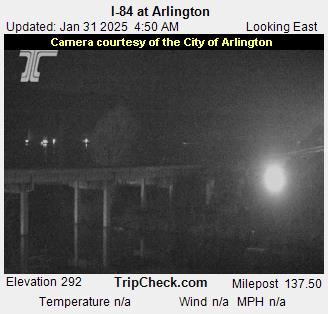 I-84 at Arlington
Updated: Jan 31 2025 4:50 AM Looking East
Camera courtesy of the City of Arlington
Elevation 292 TripCheck.com Milepost 137.50
Temperature n/a Wind n/a MPH n/a